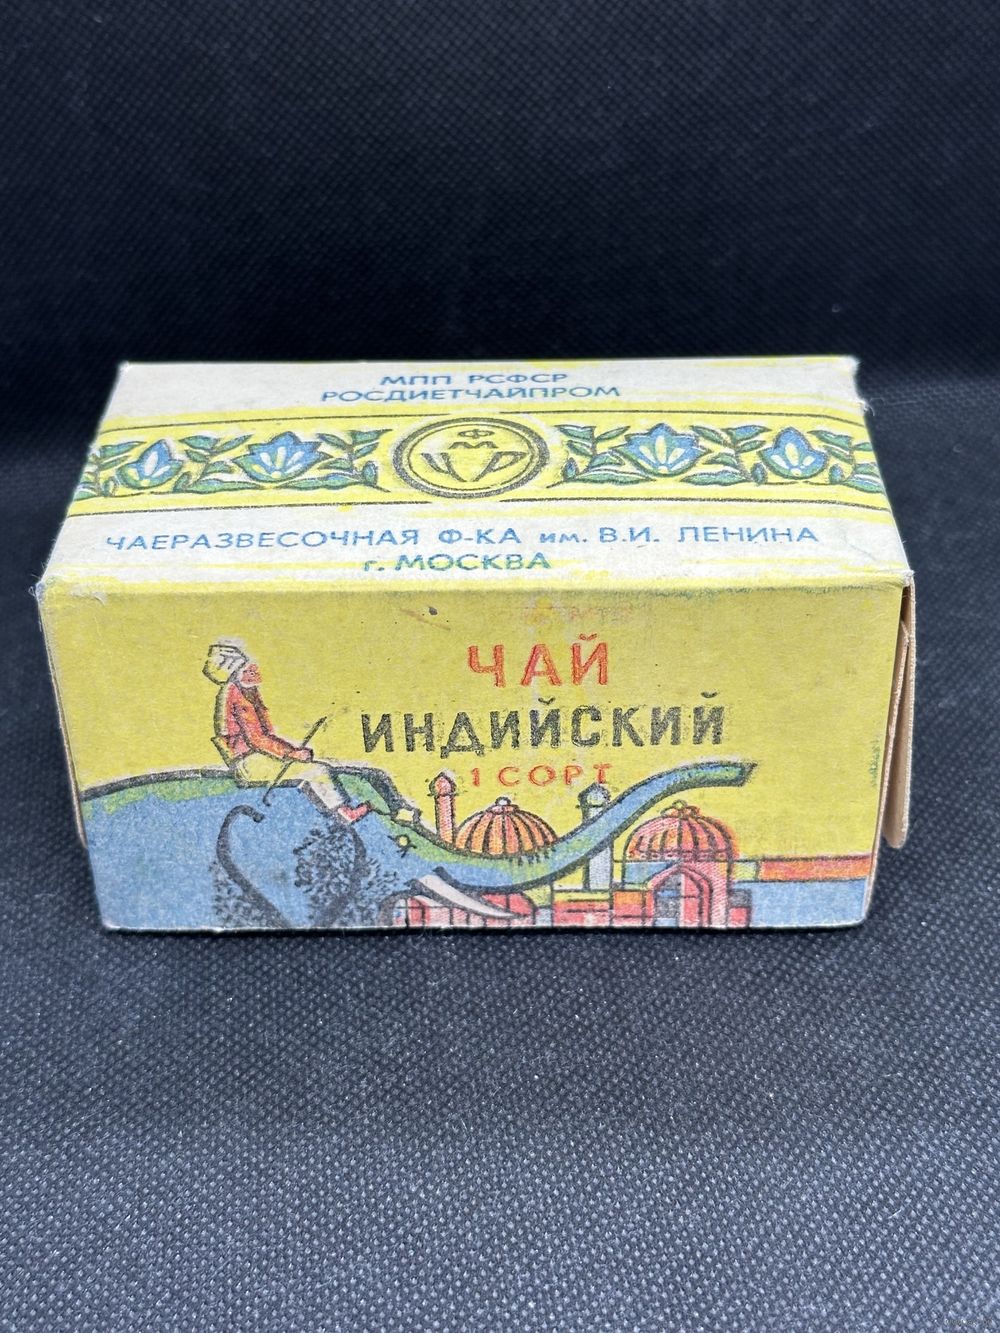 МПП РСФСР
РОСДИЕТЧАЙПРОМ
Ф
М
ЧАЕРАЗВЕСОЧНАЯ Ф-КА им. В.И. ЛЕНИНА
г. МОСКВА
ЧАЙ
ИНДИЙСКИЙ
1 СОРТ